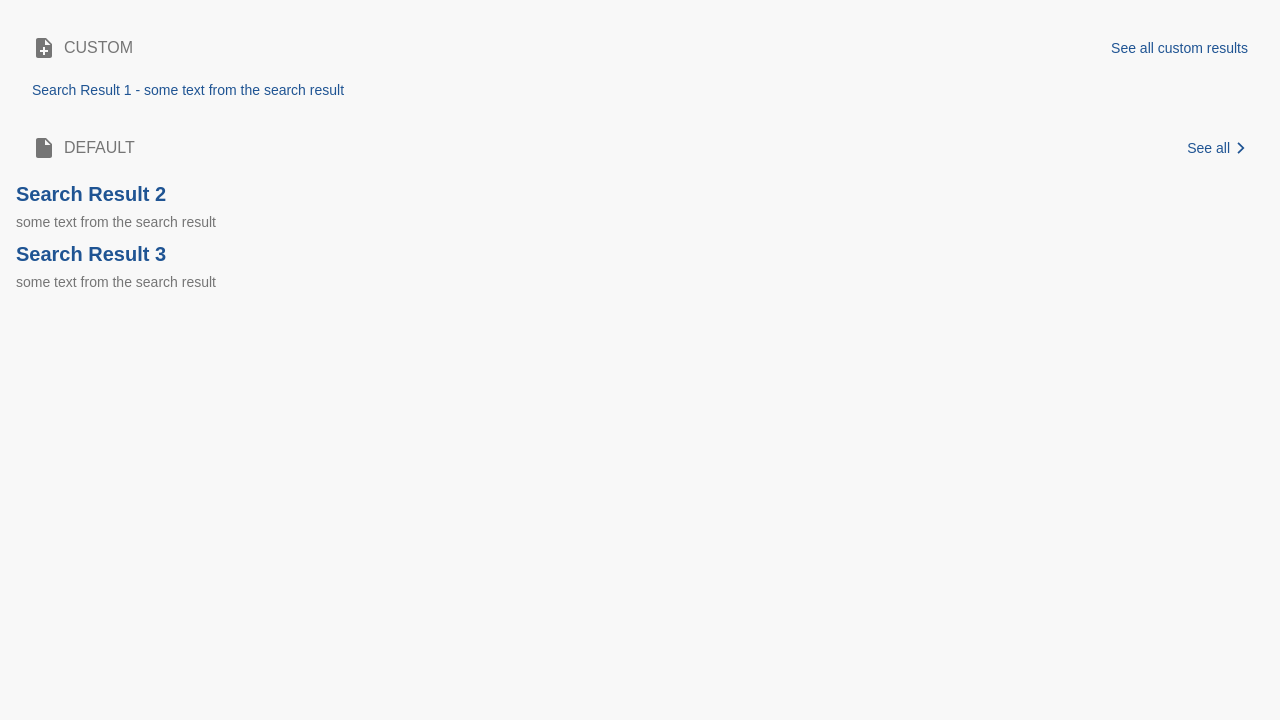 CUSTOM
See all custom results
Search Result 1 - some text from the search result
DEFAULT
See all
Search Result 2
some text from the search result
Search Result 3
some text from the search result